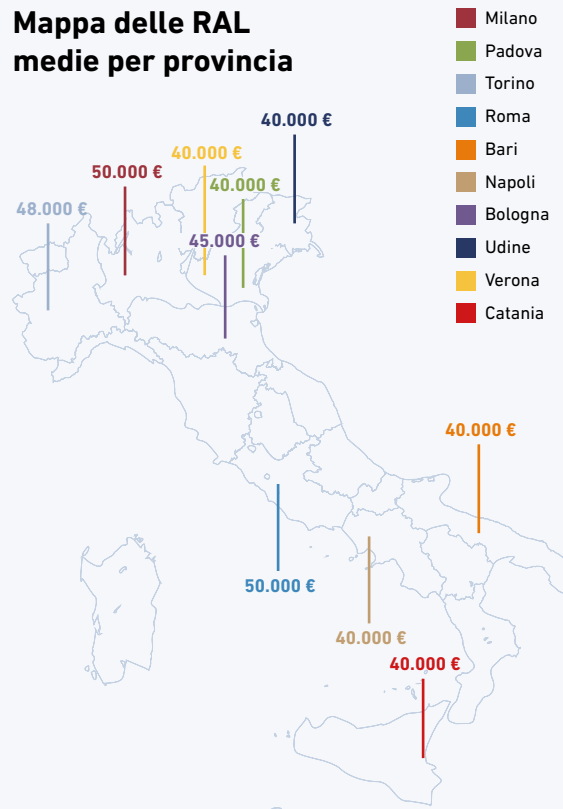 Mappa delle RAL
medie per provincia
Milano
Padova
Torino
Roma
Bari
Napoli
Bologna
Udine
Verona
Catania
40.000 €
40.000 €
50.000 €
40.000 €
48.000 €
45.000 €
40.000 €
50.000 €
40.000 €
40.000 €